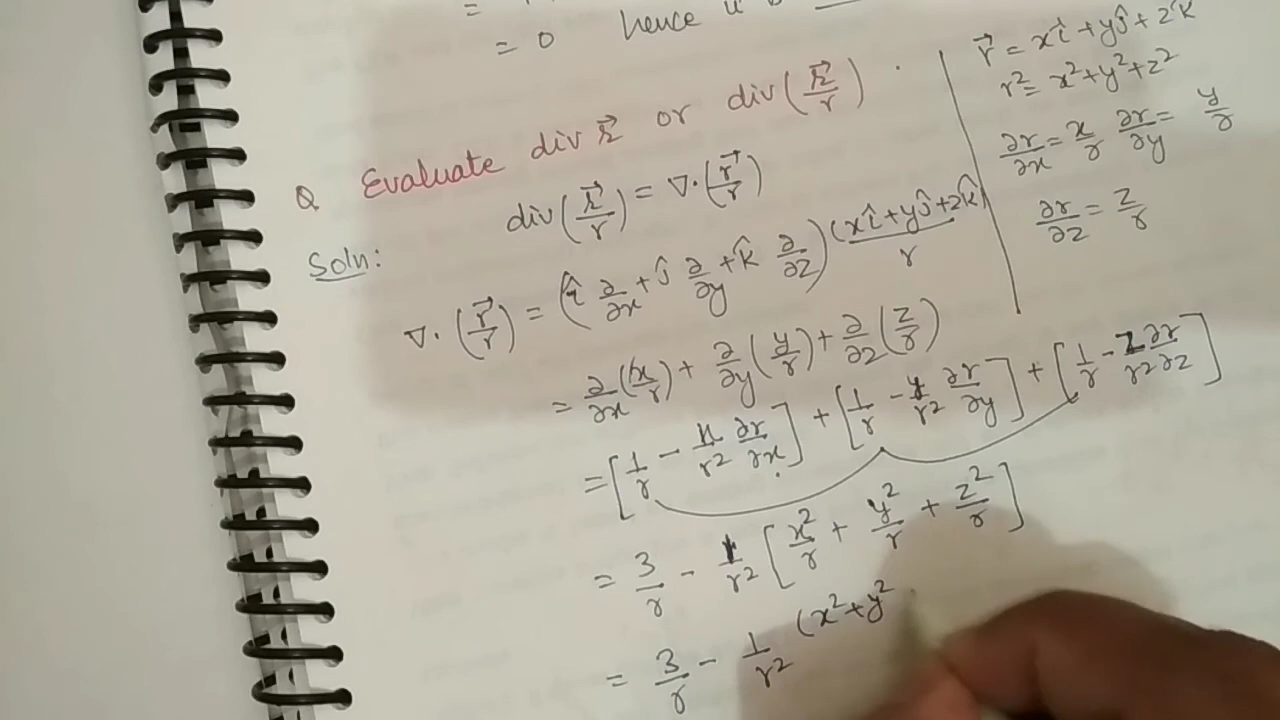 =
= 0 hence
Q Evaluate div r⃗ or div(r⃗/r).
Soln: div(r⃗/r) = ∇·(r⃗/r)
∇·(r⃗/r) = (î ∂/∂x + ĵ ∂/∂y + k̂ ∂/∂z) (xî+yĵ+zk̂)/r
= ∂/∂x(x/r) + ∂/∂y(y/r) + ∂/∂z(z/r)
= [1/r - x/r² ∂r/∂x] + [1/r - y/r² ∂r/∂y] + [1/r - z/r² ∂r/∂z]
= 3/r - 1/r² [x²/r + y²/r + z²/r]
= 3/r - 1/r² (x²+y²
r⃗ = xî+yĵ+zk̂
r² = x²+y²+z²
∂r/∂x = x/r ∂r/∂y = y/r
∂r/∂z = z/r